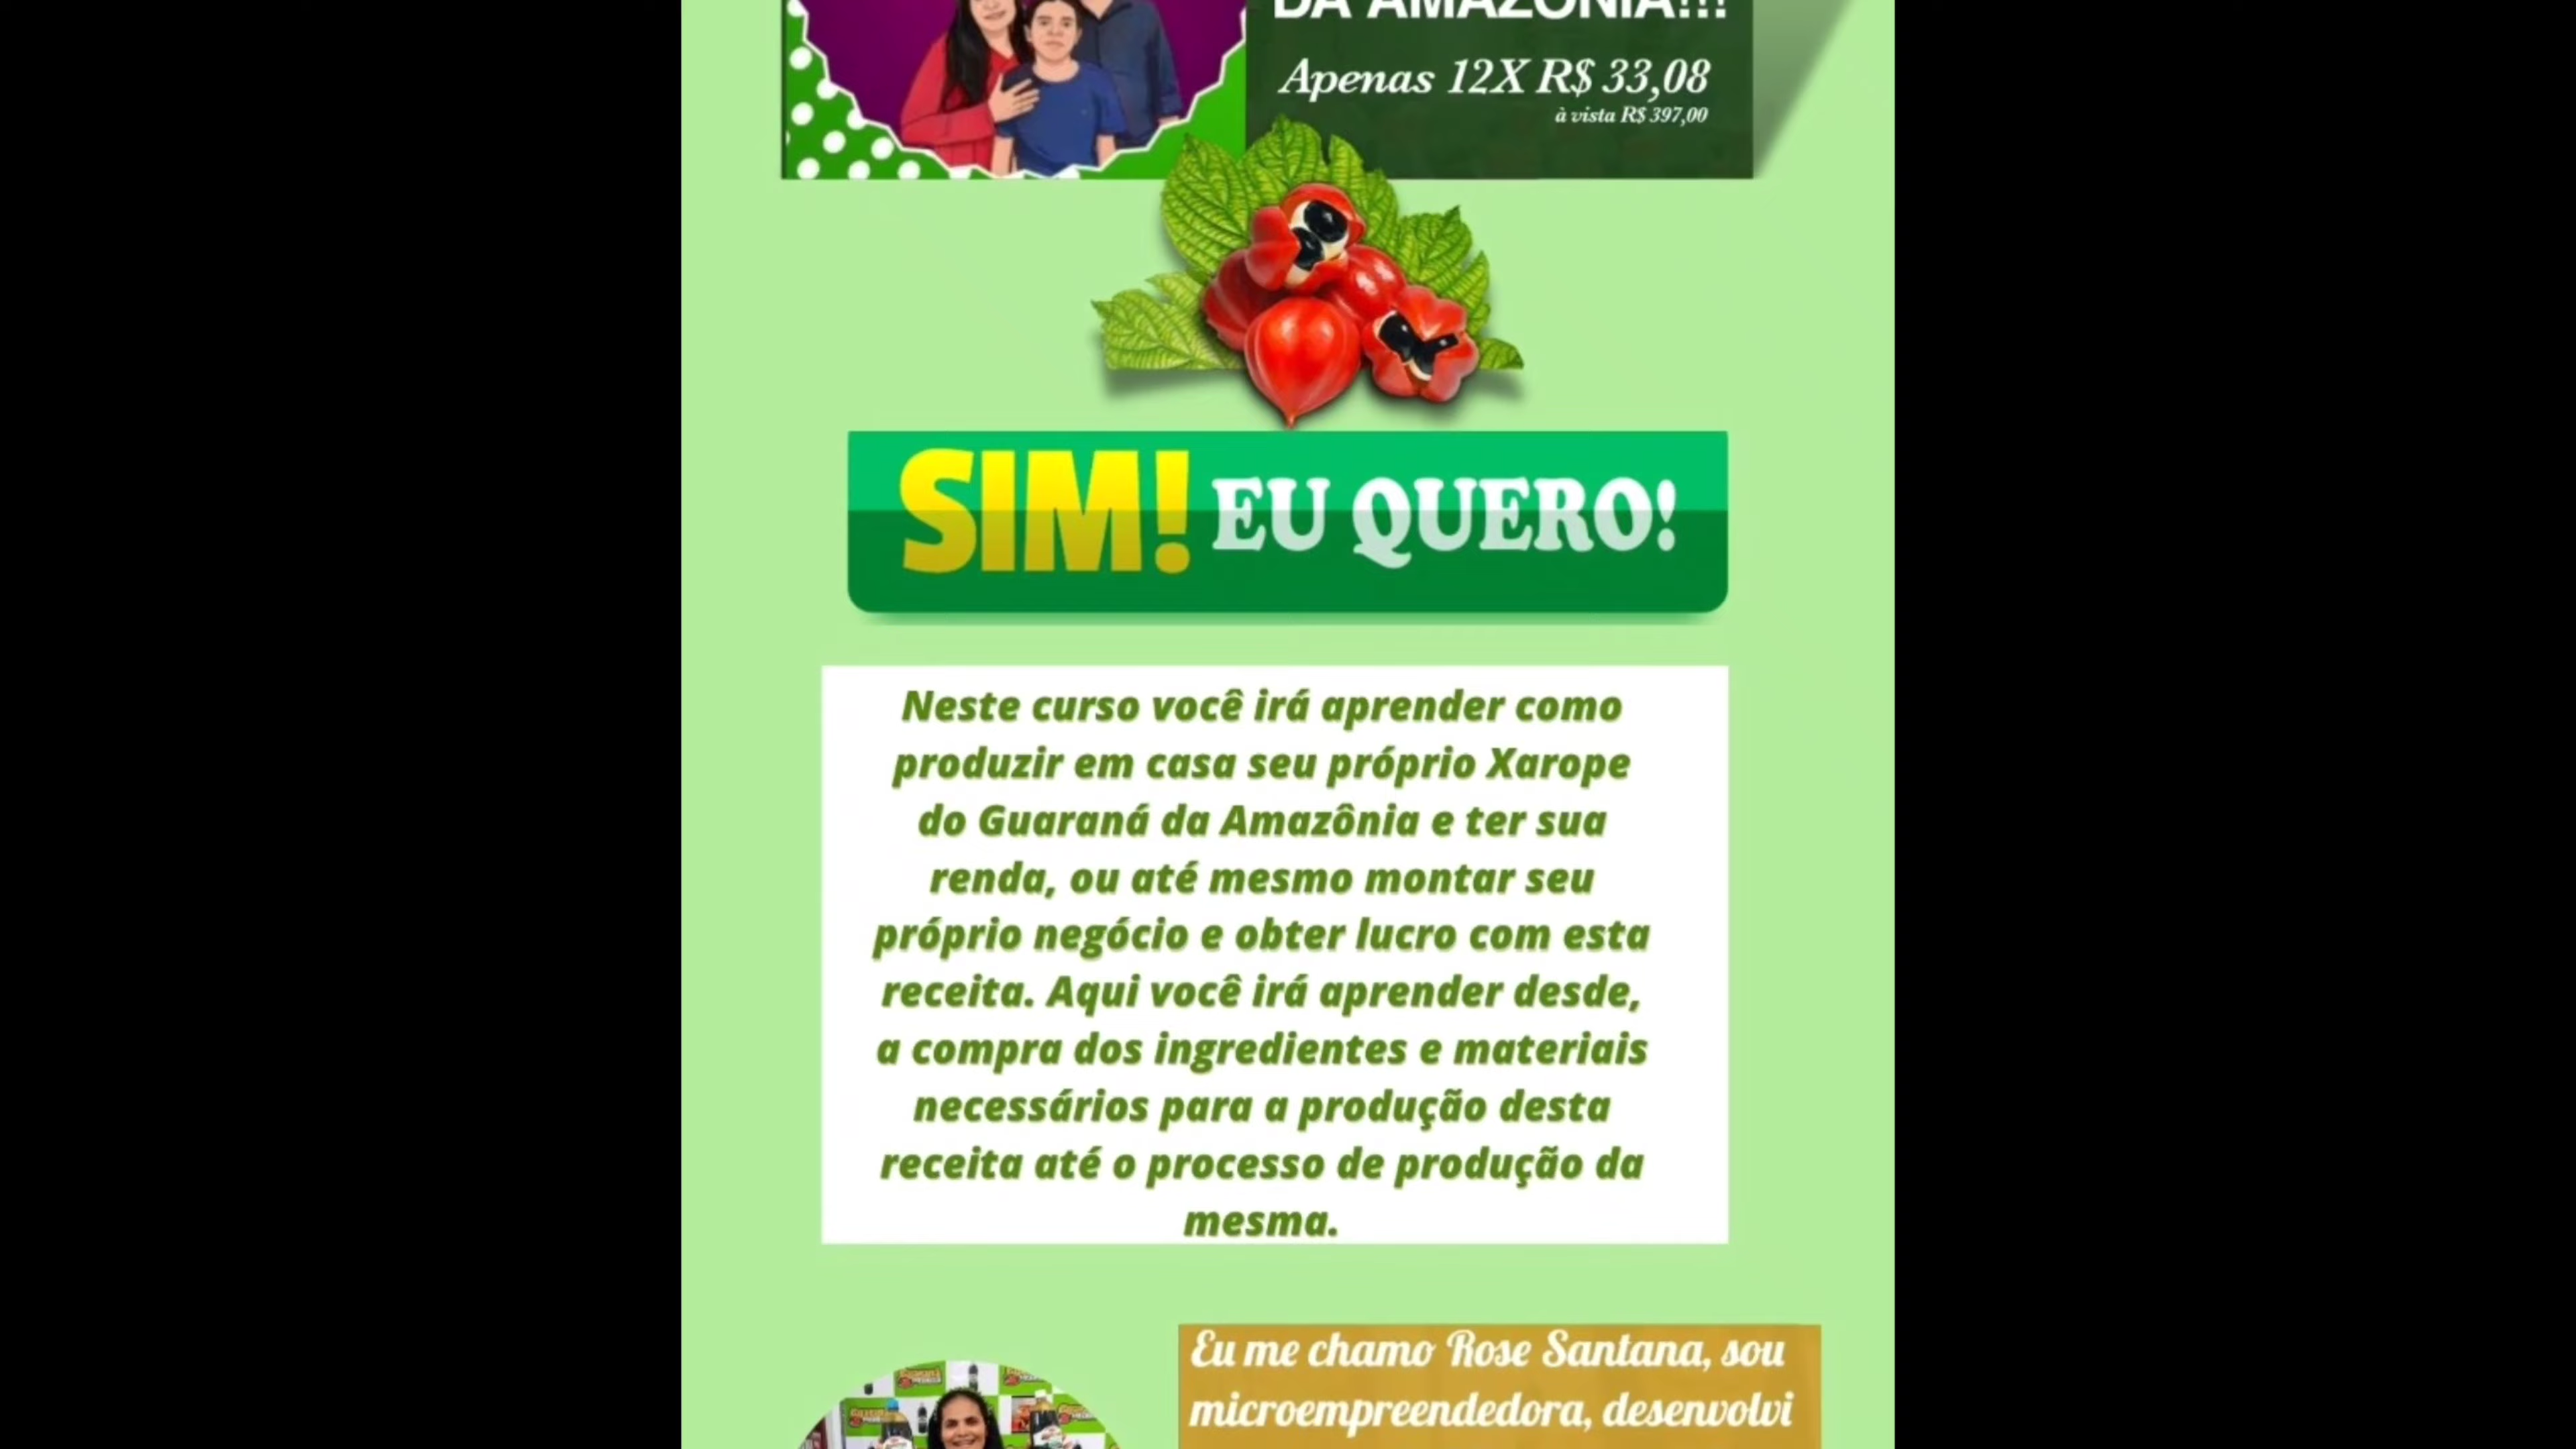 DA AMAZÔNIA!!!
Apenas 12X R$ 33,08
à vista R$ 397,00
SIM! EU QUERO!
Neste curso você irá aprender como
produzir em casa seu próprio Xarope
do Guaraná da Amazônia e ter sua
renda, ou até mesmo montar seu
próprio negócio e obter lucro com esta
receita. Aqui você irá aprender desde,
a compra dos ingredientes e materiais
necessários para a produção desta
receita até o processo de produção da
mesma.
Eu me chamo Rose Santana, sou
microempreendedora, desenvolvi